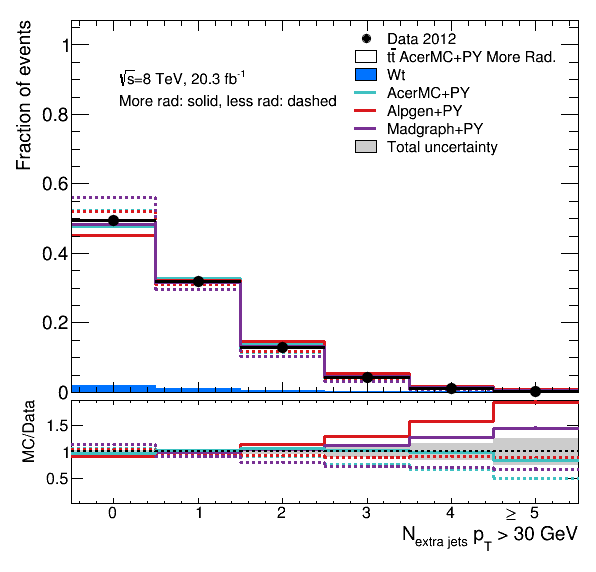 Fraction of events
1
0.8
0.6
0.4
0.2
0
√s=8 TeV, 20.3 fb⁻¹
More rad: solid, less rad: dashed
Data 2012
tt̄ AcerMC+PY More Rad.
Wt
AcerMC+PY
Alpgen+PY
Madgraph+PY
Total uncertainty
MC/Data
1.5
1
0.5
0 1 2 3 4 ≥ 5
N_extra jets p_T > 30 GeV